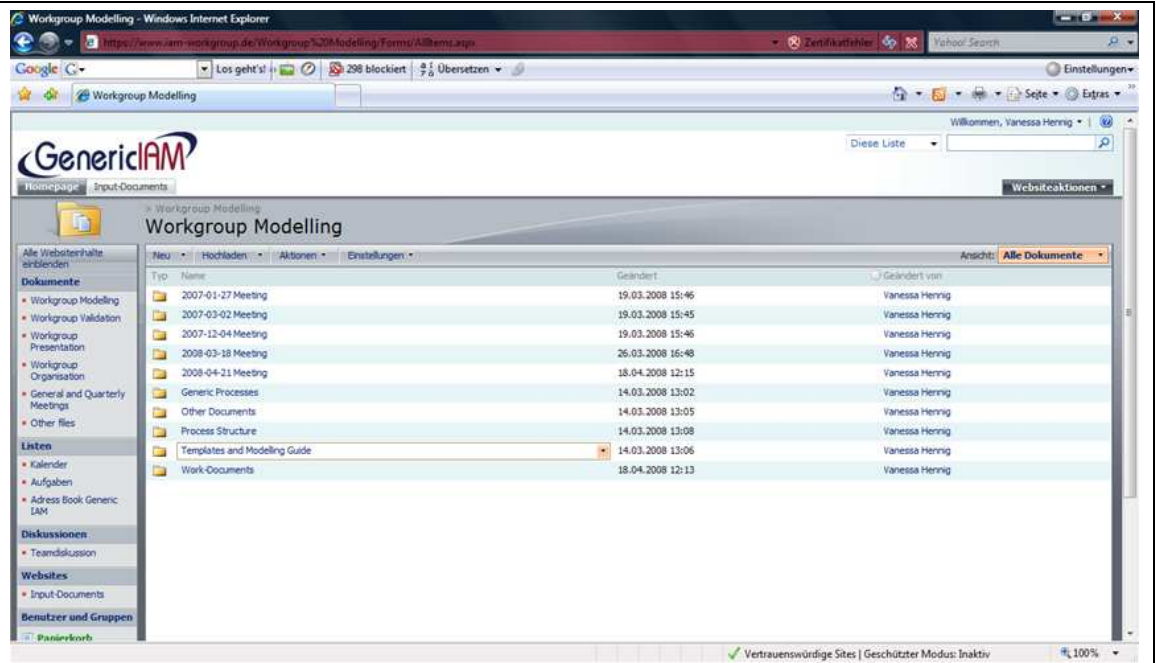 Workgroup Modelling - Windows Internet Explorer
https://www.iam-workgroup.de/Workgroup%20Modelling/Forms/AllItems.aspx Zertifikatfehler Yahoo! Search
Google G Los geht's! 298 blockiert Übersetzen Einstellungen
Workgroup Modelling Seite Extras
Willkommen, Vanessa Hennig
GenericIAM? Diese Liste
Homepage Input-Documents Websiteaktionen
> Workgroup Modelling
Workgroup Modelling
Alle Websiteinhalte
einblenden
Dokumente
Workgroup Modelling
Workgroup Validation
Workgroup
Presentation
Workgroup
Organisation
General and Quarterly
Meetings
Other files
Listen
Kalender
Aufgaben
Adress Book Generic
IAM
Diskussionen
Teamdiskussion
Websites
Input-Documents
Benutzer und Gruppen
Papierkorb
Neu Hochladen Aktionen Einstellungen Ansicht: Alle Dokumente
Typ Name Geändert Geändert von
2007-01-27 Meeting 19.03.2008 15:46 Vanessa Hennig
2007-03-02 Meeting 19.03.2008 15:45 Vanessa Hennig
2007-12-04 Meeting 19.03.2008 15:46 Vanessa Hennig
2008-03-18 Meeting 26.03.2008 16:48 Vanessa Hennig
2008-04-21 Meeting 18.04.2008 12:15 Vanessa Hennig
Generic Processes 14.03.2008 13:02 Vanessa Hennig
Other Documents 14.03.2008 13:05 Vanessa Hennig
Process Structure 14.03.2008 13:08 Vanessa Hennig
Templates and Modelling Guide 14.03.2008 13:06 Vanessa Hennig
Work-Documents 18.04.2008 12:13 Vanessa Hennig
Vertrauenswürdige Sites | Geschützter Modus: Inaktiv 100%